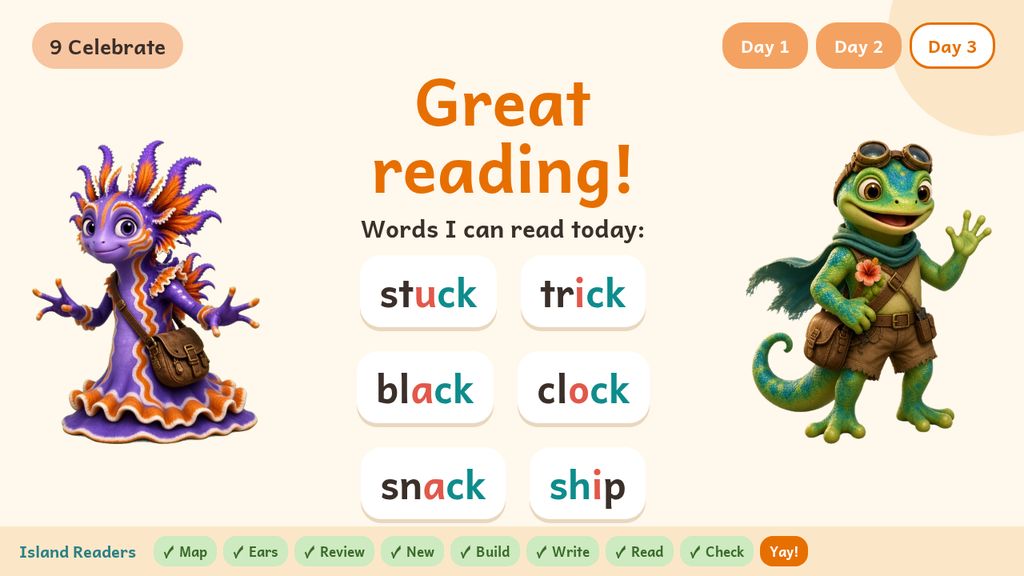 9 Celebrate
Day 1 Day 2 Day 3
Great
reading!
Words I can read today:
stuck trick
black clock
snack ship
Island Readers ✓ Map ✓ Ears ✓ Review ✓ New ✓ Build ✓ Write ✓ Read ✓ Check Yay!